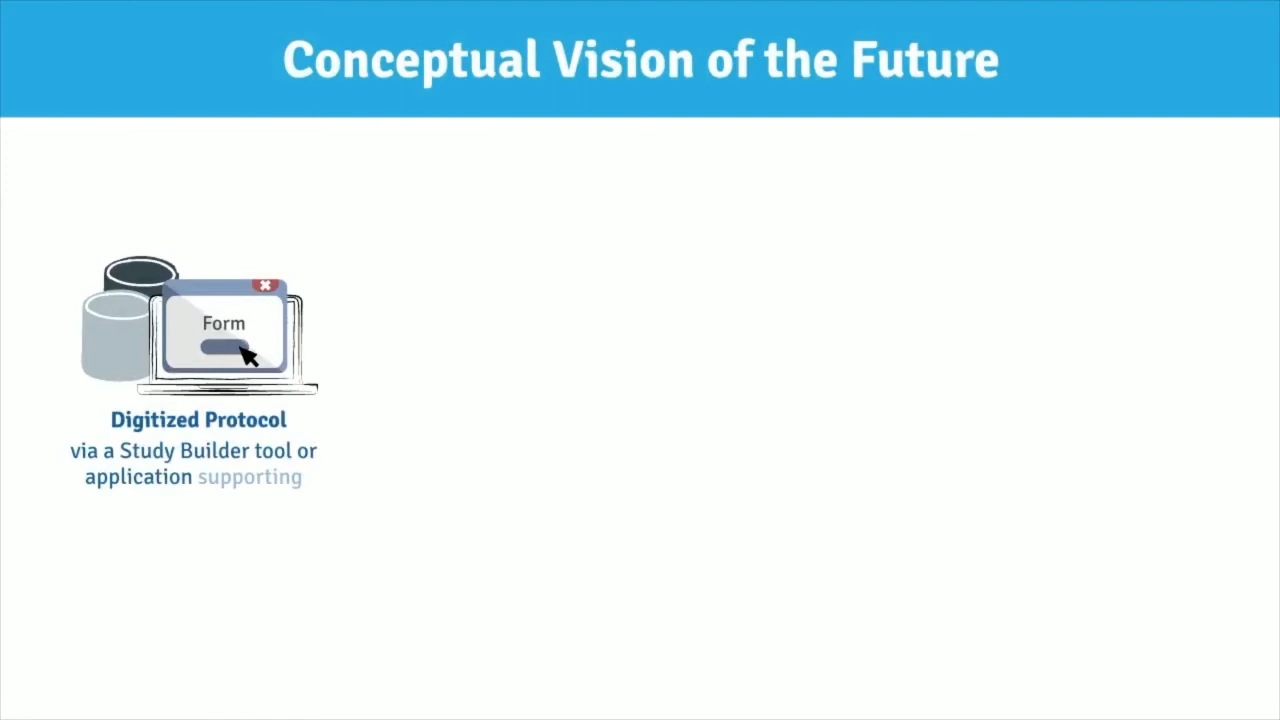 Conceptual Vision of the Future
Form
Digitized Protocol
via a Study Builder tool or
application supporting